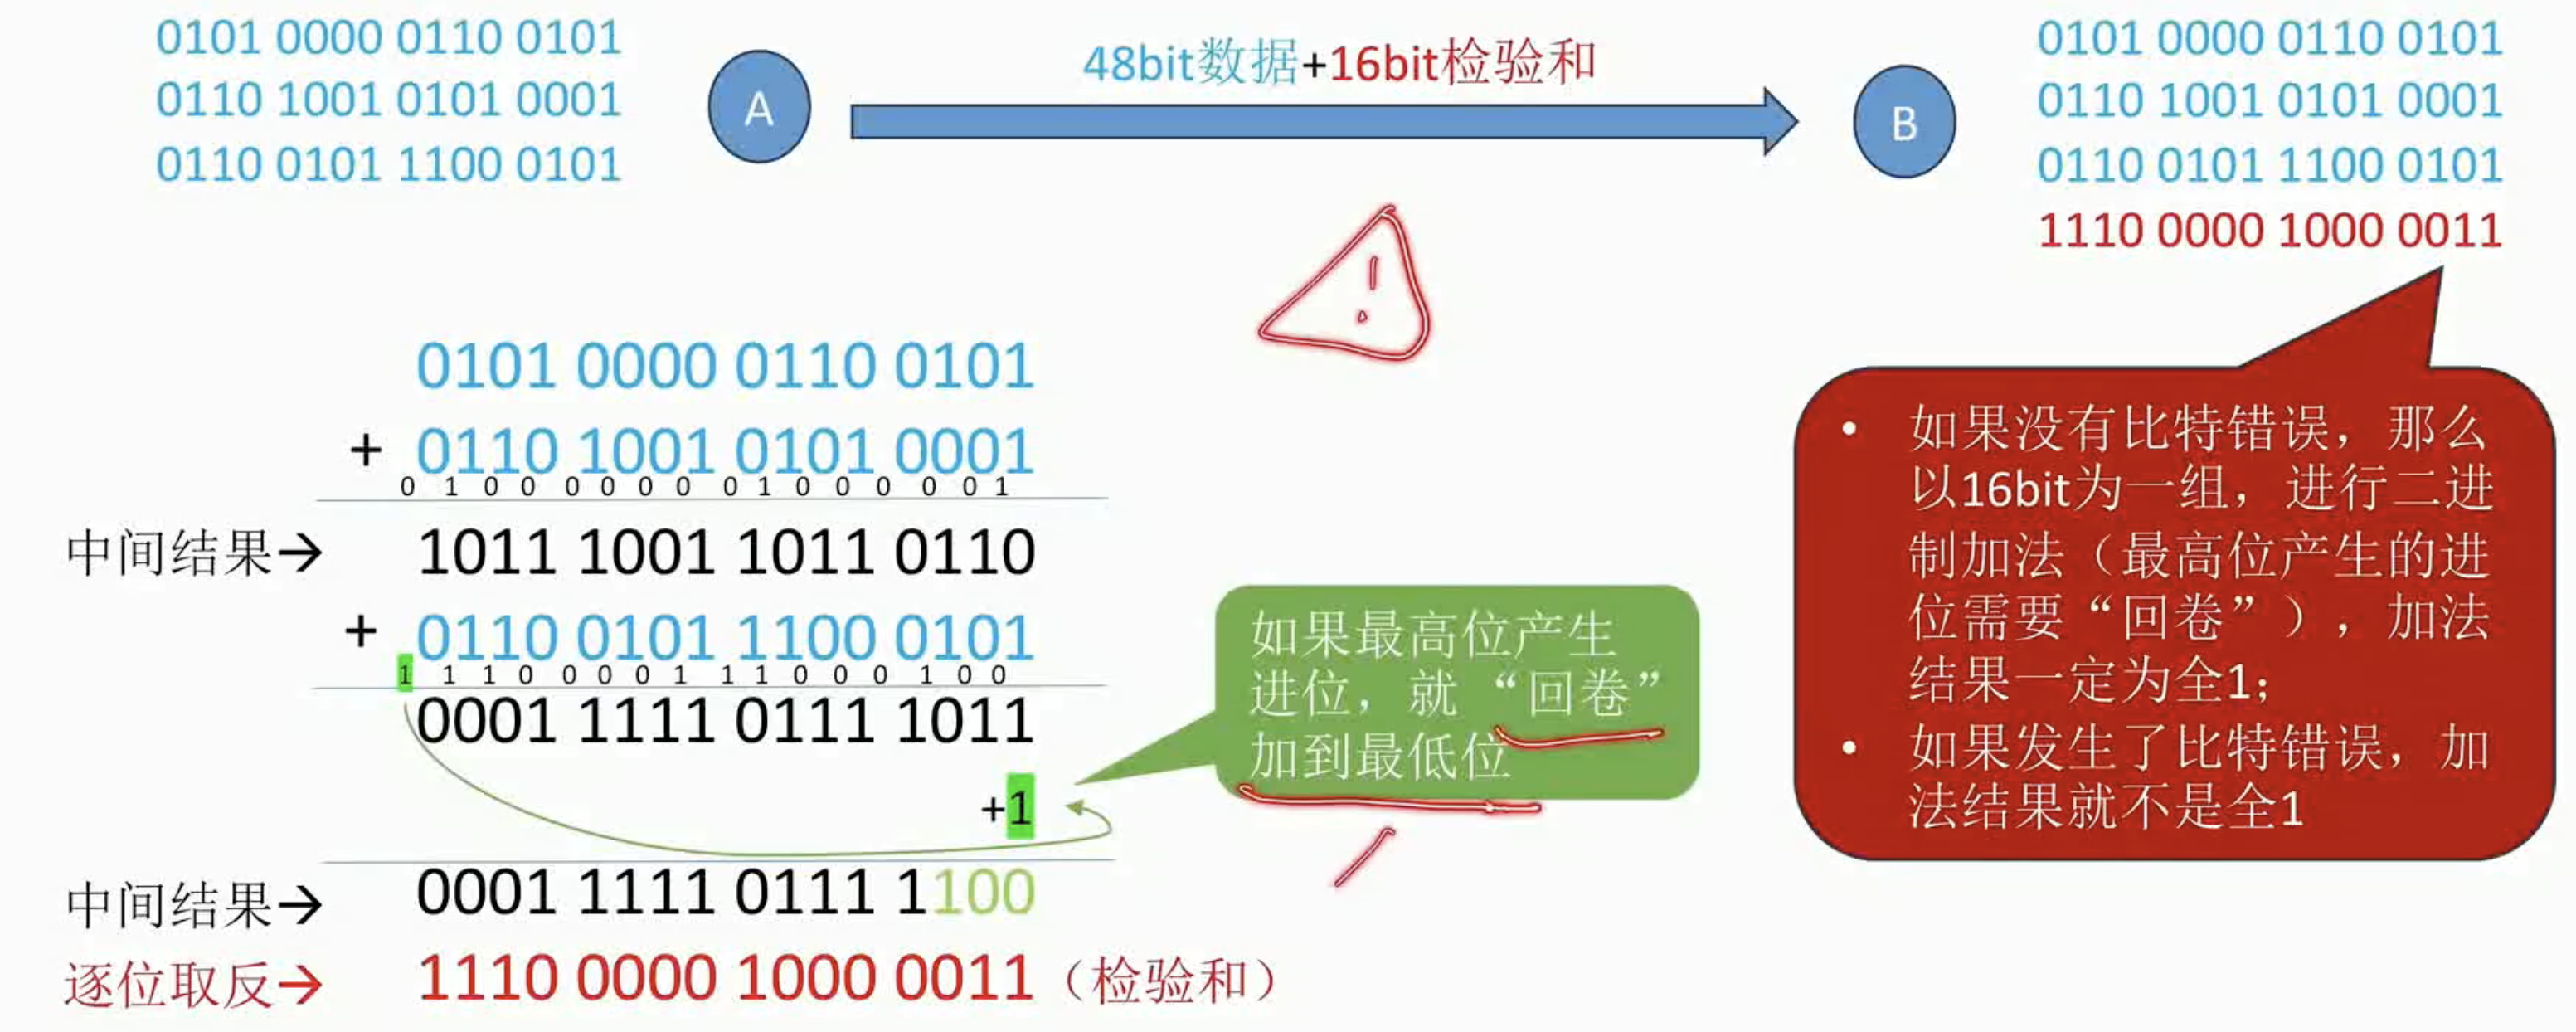 0101 0000 0110 0101
0110 1001 0101 0001
0110 0101 1100 0101
A
48bit数据+16bit检验和
B
0101 0000 0110 0101
0110 1001 0101 0001
0110 0101 1100 0101
1110 0000 1000 0011
!
0101 0000 0110 0101
+ 0110 1001 0101 0001
0 1 0 0 0 0 0 0 0 1 0 0 0 0 0 1
中间结果→ 1011 1001 1011 0110
+ 0110 0101 1100 0101
1 1 1 0 0 0 0 1 1 1 0 0 0 1 0 0
0001 1111 0111 1011
+1
中间结果→ 0001 1111 0111 1100
逐位取反→ 1110 0000 1000 0011（检验和）
如果最高位产生
进位，就“回卷”
加到最低位
• 如果没有比特错误，那么
以16bit为一组，进行二进
制加法（最高位产生的进
位需要“回卷”），加法
结果一定为全1；
• 如果发生了比特错误，加
法结果就不是全1